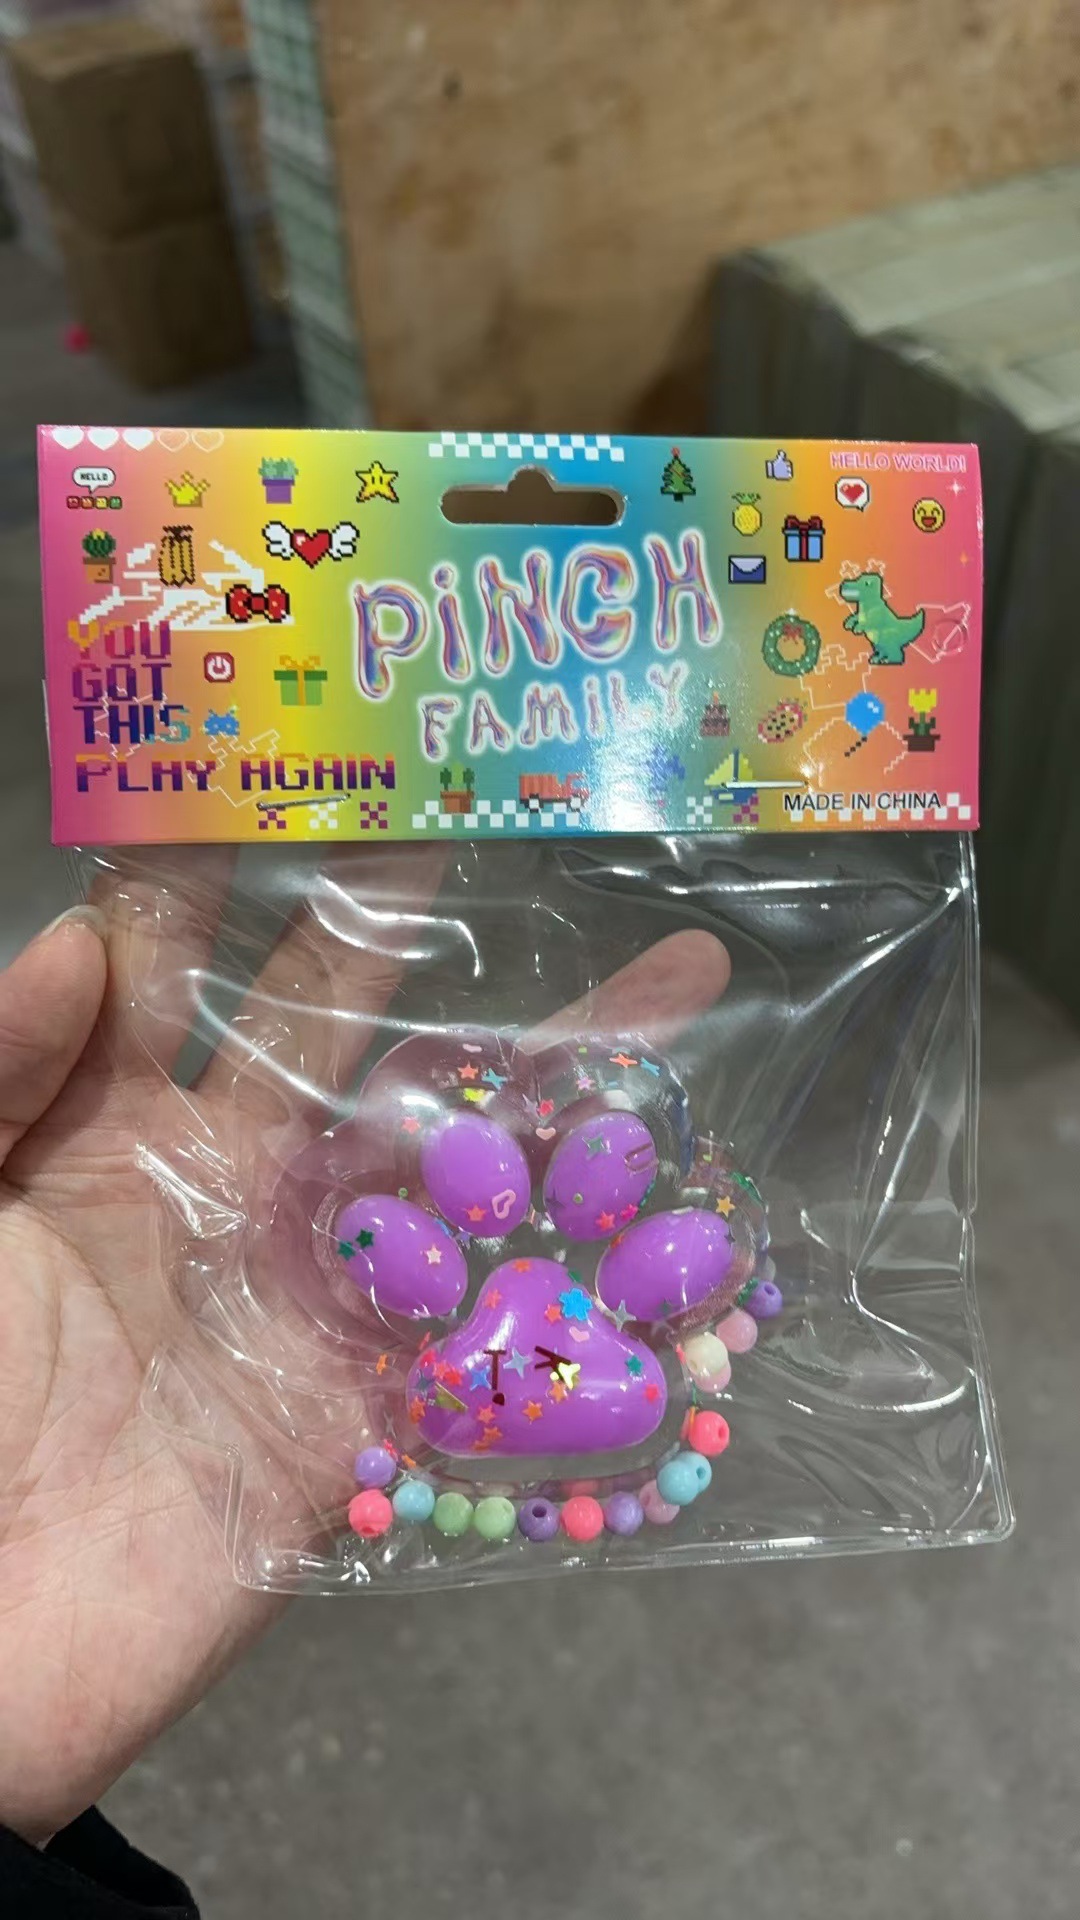 HELLO
HELLO WORLD!
PiNCH
FAMiLY
YOU
GOT
THIS
PLAY AGAIN
MADE IN CHINA